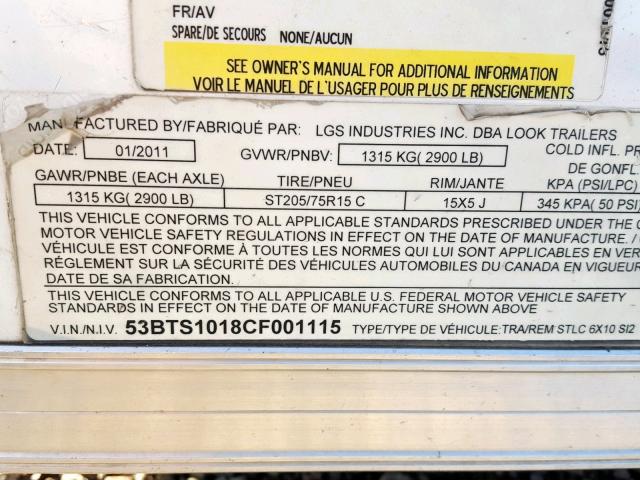 FR/AV
SPARE/DE SECOURS NONE/AUCUN
SEE OWNER'S MANUAL FOR ADDITIONAL INFORMATION
VOIR LE MANUEL DE L'USAGER POUR PLUS DE RENSEIGNEMENTS
MANUFACTURED BY/FABRIQUÉ PAR: LGS INDUSTRIES INC. DBA LOOK TRAILERS
DATE: 01/2011 GVWR/PNBV: 1315 KG( 2900 LB) COLD INFL. PR
DE GONFL.
GAWR/PNBE (EACH AXLE) TIRE/PNEU RIM/JANTE KPA (PSI/LPC)
1315 KG( 2900 LB) ST205/75R15 C 15X5 J 345 KPA( 50 PSI)
THIS VEHICLE CONFORMS TO ALL APPLICABLE STANDARDS PRESCRIBED UNDER THE C
MOTOR VEHICLE SAFETY REGULATIONS IN EFFECT ON THE DATE OF MANUFACTURE. /
VÉHICULE EST CONFORME À TOUTES LES NORMES QUI LUI SONT APPLICABLES EN VE
RÈGLEMENT SUR LA SÉCURITÉ DES VÉHICULES AUTOMOBILES DU CANADA EN VIGUEUR
DATE DE SA FABRICATION.
THIS VEHICLE CONFORMS TO ALL APPLICABLE U.S. FEDERAL MOTOR VEHICLE SAFETY
STANDARDS IN EFFECT ON THE DATE OF MANUFACTURE SHOWN ABOVE
V.I.N./N.I.V. 53BTS1018CF001115 TYPE/TYPE DE VÉHICULE: TRA/REM STLC 6X10 SI2